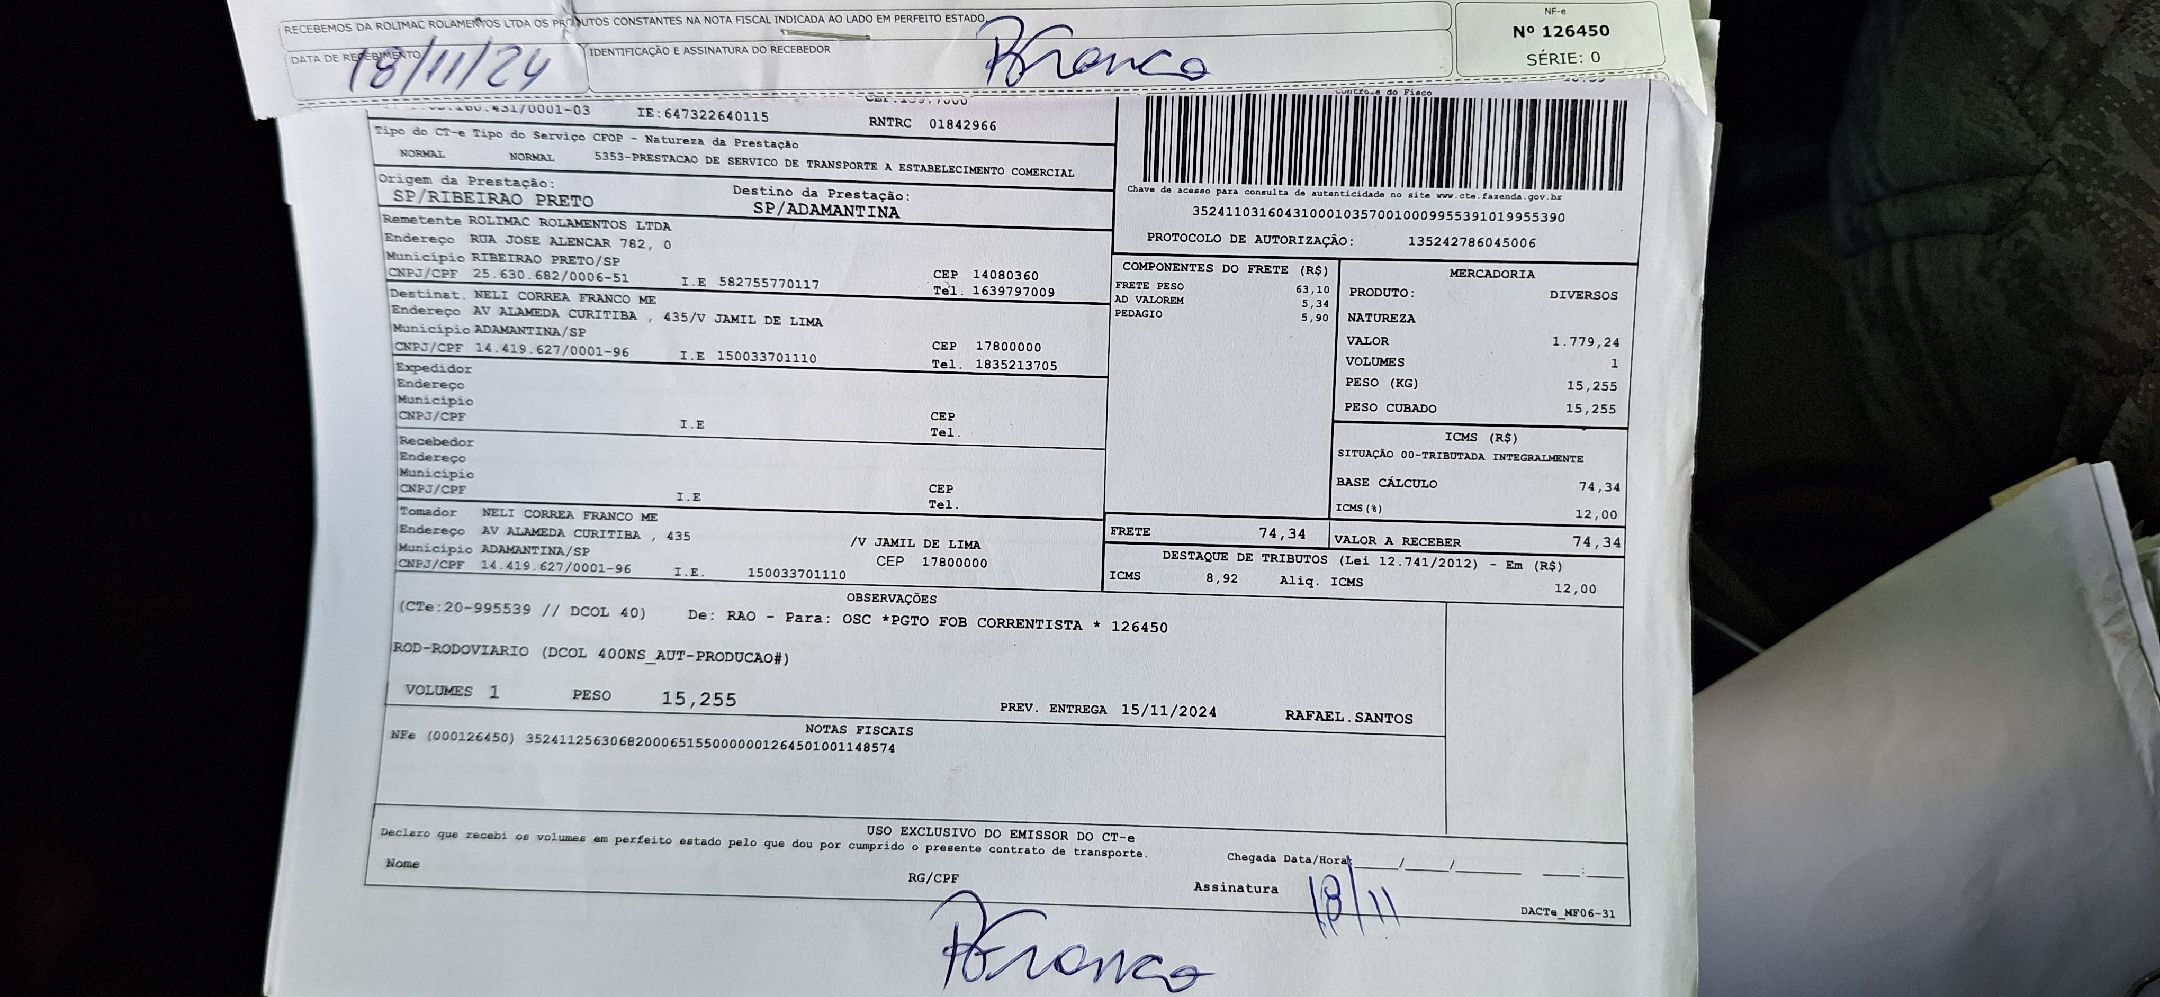 RECEBEMOS DA ROLIMAC ROLAMENTOS LTDA OS PRODUTOS CONSTANTES NA NOTA FISCAL INDICADA AO LADO EM PERFEITO ESTADO.
DATA DE RECEBIMENTO
18/11/24
IDENTIFICAÇÃO E ASSINATURA DO RECEBEDOR
PFranco
NF-e
Nº 126450
SÉRIE: 0
/0001-03 IE:647322640115 RNTRC 01842966
Tipo do CT-e Tipo do Serviço CFOP - Natureza da Prestação
NORMAL NORMAL 5353-PRESTACAO DE SERVICO DE TRANSPORTE A ESTABELECIMENTO COMERCIAL
Origem da Prestação: Destino da Prestação:
SP/RIBEIRAO PRETO SP/ADAMANTINA
Remetente ROLIMAC ROLAMENTOS LTDA
Endereço RUA JOSE ALENCAR 782, 0
Município RIBEIRAO PRETO/SP CEP 14080360
CNPJ/CPF 25.630.682/0006-51 I.E 582755770117 Tel. 1639797009
Destinat. NELI CORREA FRANCO ME
Endereço AV ALAMEDA CURITIBA , 435/V JAMIL DE LIMA
Município ADAMANTINA/SP CEP 17800000
CNPJ/CPF 14.419.627/0001-96 I.E 150033701110 Tel. 1835213705
Expedidor
Endereço
Município CEP
CNPJ/CPF I.E Tel.
Recebedor
Endereço
Município CEP
CNPJ/CPF I.E Tel.
Tomador NELI CORREA FRANCO ME
Endereço AV ALAMEDA CURITIBA , 435 /V JAMIL DE LIMA
Município ADAMANTINA/SP CEP 17800000
CNPJ/CPF 14.419.627/0001-96 I.E. 150033701110
Controle do Fisco
Chave de acesso para consulta de autenticidade no site www.cte.fazenda.gov.br
35241103160431000103570010009955391019955390
PROTOCOLO DE AUTORIZAÇÃO: 135242786045006
COMPONENTES DO FRETE (R$)
FRETE PESO 63,10
AD VALOREM 5,34
PEDAGIO 5,90
MERCADORIA
PRODUTO: DIVERSOS
NATUREZA
VALOR 1.779,24
VOLUMES 1
PESO (KG) 15,255
PESO CUBADO 15,255
ICMS (R$)
SITUAÇÃO 00-TRIBUTADA INTEGRALMENTE
BASE CÁLCULO 74,34
ICMS(%) 12,00
FRETE 74,34 VALOR A RECEBER 74,34
DESTAQUE DE TRIBUTOS (Lei 12.741/2012) - Em (R$)
ICMS 8,92 Aliq. ICMS 12,00
OBSERVAÇÕES
(CTe:20-995539 // DCOL 40) De: RAO - Para: OSC *PGTO FOB CORRENTISTA * 126450
ROD-RODOVIARIO (DCOL 400NS_AUT-PRODUCAO#)
VOLUMES 1 PESO 15,255 PREV. ENTREGA 15/11/2024 RAFAEL.SANTOS
NOTAS FISCAIS
NFe (000126450) 35241125630682000651550000001264501001148574
USO EXCLUSIVO DO EMISSOR DO CT-e
Declaro que recebi os volumes em perfeito estado pelo que dou por cumprido o presente contrato de transporte.
Chegada Data/Hora: ____/____/______ ___:___
Nome RG/CPF Assinatura
18/11
DACTe_MF06-31
PFranco